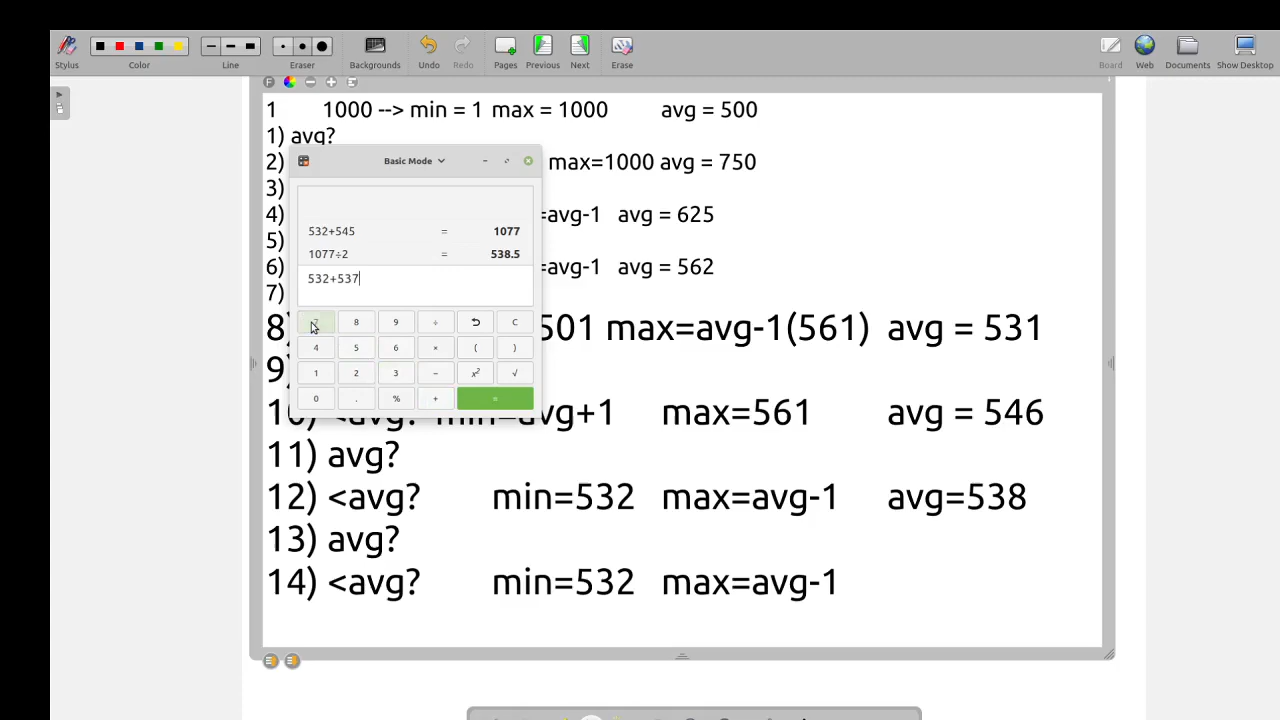 Stylus Color Line Eraser Backgrounds Undo Redo Pages Previous Next Erase Board Web Documents Show Desktop
F
1 1000 --> min = 1 max = 1000 avg = 500
1) avg?
2) max=1000 avg = 750
3)
4) =avg-1 avg = 625
5)
6) =avg-1 avg = 562
7)
8) 501 max=avg-1(561) avg = 531
9)
10) <avg? min=avg+1 max=561 avg = 546
11) avg?
12) <avg? min=532 max=avg-1 avg=538
13) avg?
14) <avg? min=532 max=avg-1
Basic Mode
532+545 = 1077
1077÷2 = 538.5
532+537
7 8 9 ÷ C
4 5 6 × ( )
1 2 3 − x² √
0 . % + =